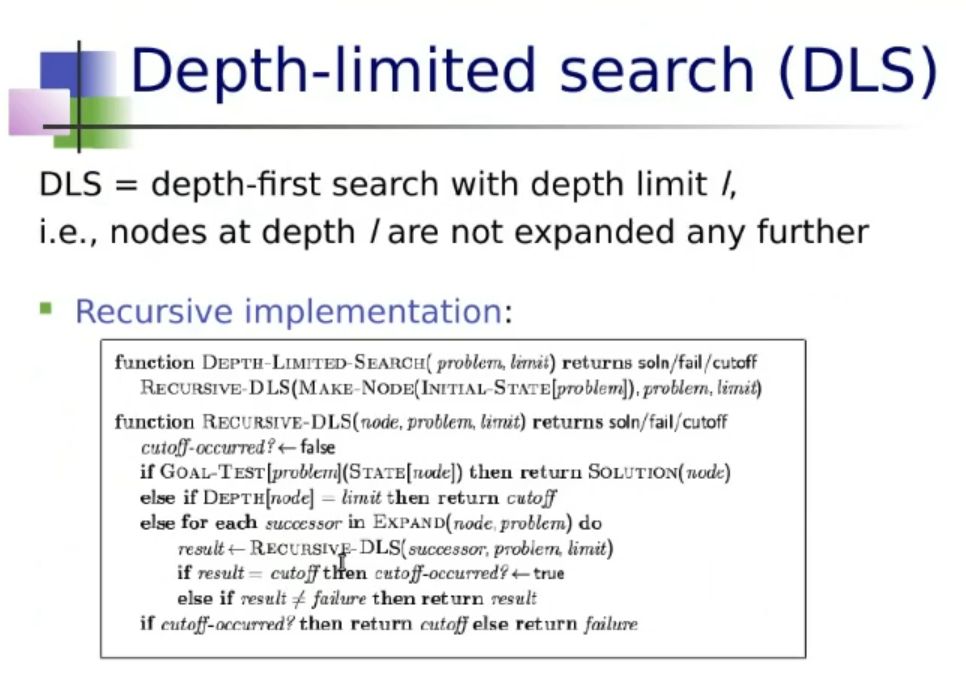 Depth-limited search (DLS)
DLS = depth-first search with depth limit l,
i.e., nodes at depth l are not expanded any further
Recursive implementation:
function DEPTH-LIMITED-SEARCH( problem, limit) returns soln/fail/cutoff
RECURSIVE-DLS(MAKE-NODE(INITIAL-STATE[problem]), problem, limit)
function RECURSIVE-DLS(node, problem, limit) returns soln/fail/cutoff
cutoff-occurred? ← false
if GOAL-TEST[problem](STATE[node]) then return SOLUTION(node)
else if DEPTH[node] = limit then return cutoff
else for each successor in EXPAND(node, problem) do
result ← RECURSIVE-DLS(successor, problem, limit)
if result = cutoff then cutoff-occurred? ← true
else if result ≠ failure then return result
if cutoff-occurred? then return cutoff else return failure